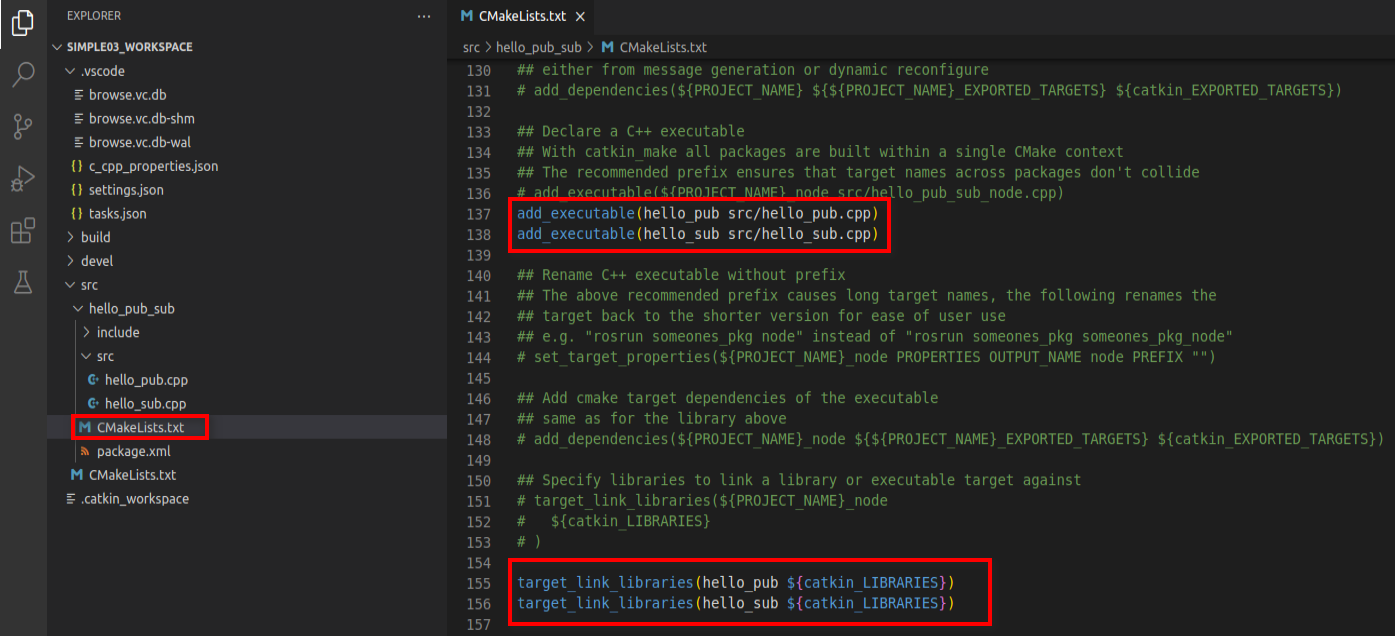 EXPLORER
SIMPLE03_WORKSPACE
.vscode
browse.vc.db
browse.vc.db-shm
browse.vc.db-wal
{} c_cpp_properties.json
{} settings.json
{} tasks.json
build
devel
src
hello_pub_sub
include
src
hello_pub.cpp
hello_sub.cpp
M CMakeLists.txt
package.xml
M CMakeLists.txt
.catkin_workspace
M CMakeLists.txt ×
src > hello_pub_sub > M CMakeLists.txt
130 ## either from message generation or dynamic reconfigure
131 # add_dependencies(${PROJECT_NAME} ${${PROJECT_NAME}_EXPORTED_TARGETS} ${catkin_EXPORTED_TARGETS})
132
133 ## Declare a C++ executable
134 ## With catkin_make all packages are built within a single CMake context
135 ## The recommended prefix ensures that target names across packages don't collide
136 # add_executable(${PROJECT_NAME}_node src/hello_pub_sub_node.cpp)
137 add_executable(hello_pub src/hello_pub.cpp)
138 add_executable(hello_sub src/hello_sub.cpp)
139
140 ## Rename C++ executable without prefix
141 ## The above recommended prefix causes long target names, the following renames the
142 ## target back to the shorter version for ease of user use
143 ## e.g. "rosrun someones_pkg node" instead of "rosrun someones_pkg someones_pkg_node"
144 # set_target_properties(${PROJECT_NAME}_node PROPERTIES OUTPUT_NAME node PREFIX "")
145
146 ## Add cmake target dependencies of the executable
147 ## same as for the library above
148 # add_dependencies(${PROJECT_NAME}_node ${${PROJECT_NAME}_EXPORTED_TARGETS} ${catkin_EXPORTED_TARGETS})
149
150 ## Specify libraries to link a library or executable target against
151 # target_link_libraries(${PROJECT_NAME}_node
152 #   ${catkin_LIBRARIES}
153 # )
154
155 target_link_libraries(hello_pub ${catkin_LIBRARIES})
156 target_link_libraries(hello_sub ${catkin_LIBRARIES})
157